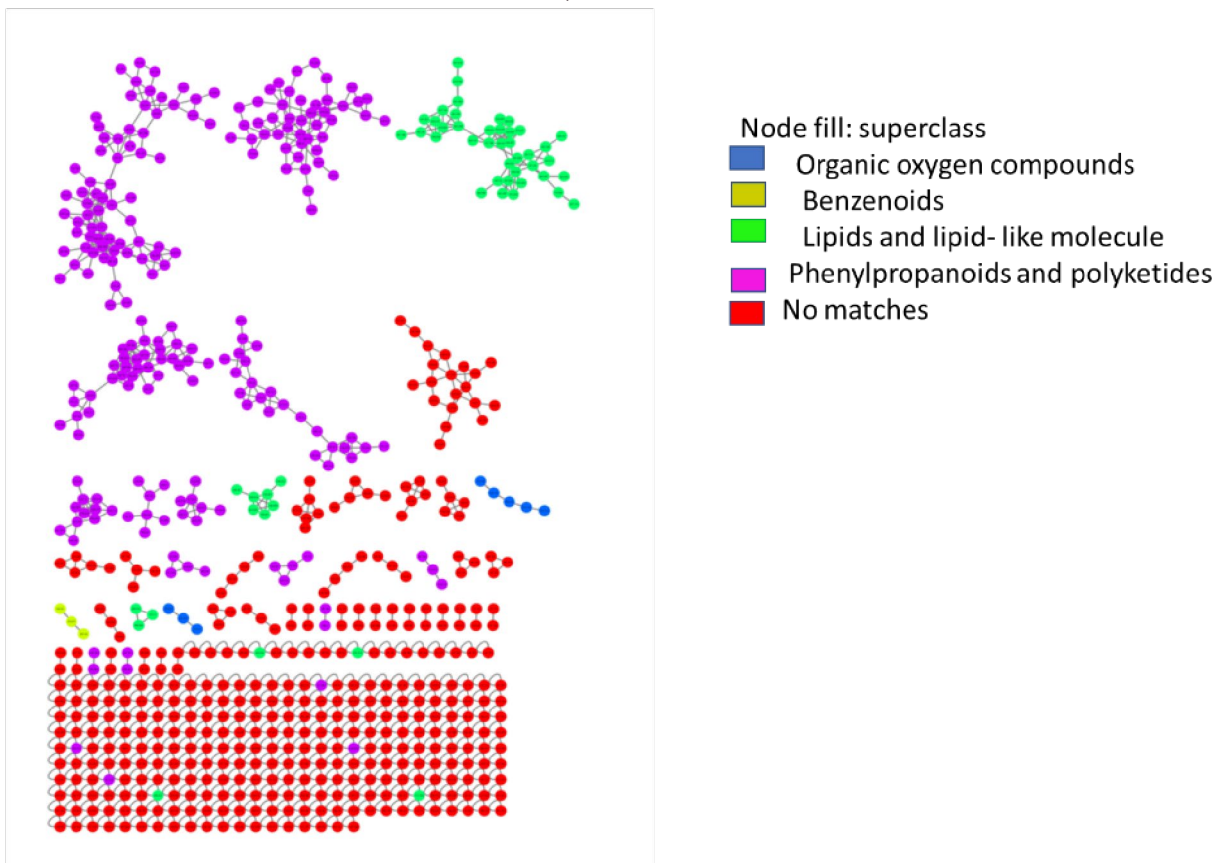 Node fill: superclass
Organic oxygen compounds
Benzenoids
Lipids and lipid- like molecule
Phenylpropanoids and polyketides
No matches